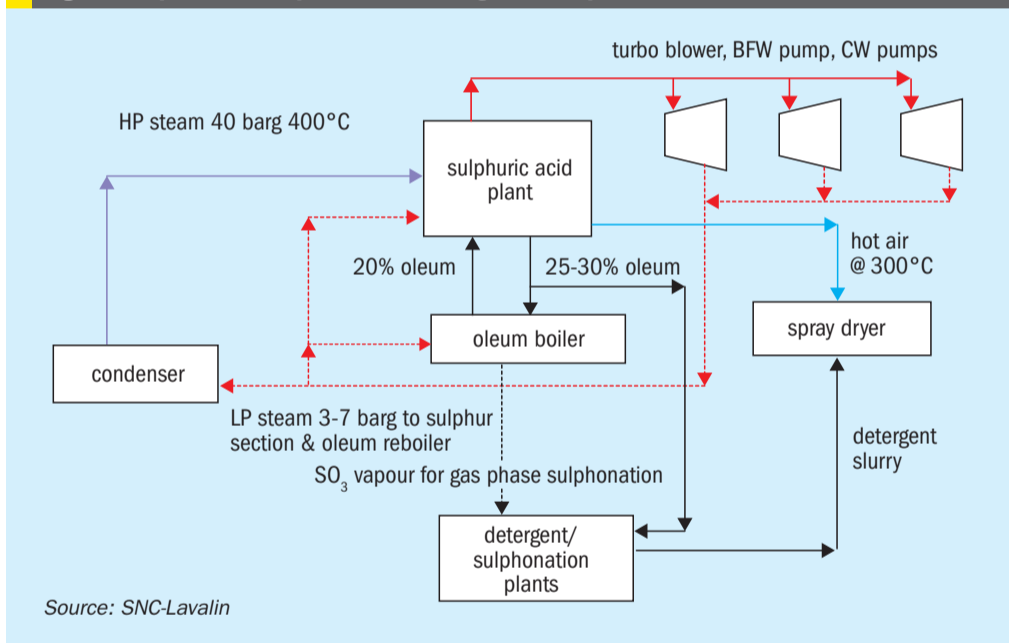 turbo blower, BFW pump, CW pumps
HP steam 40 barg 400°C
sulphuric acid
plant
hot air
@ 300°C
20% oleum
25-30% oleum
oleum boiler
spray dryer
condenser
LP steam 3-7 barg to sulphur
section & oleum reboiler
detergent
slurry
SO₃ vapour for gas phase sulphonation
detergent/
sulphonation
plants
Source: SNC-Lavalin